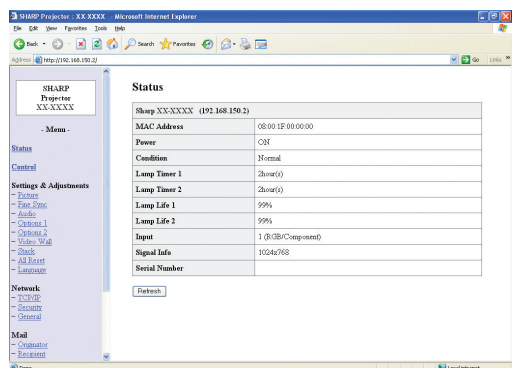 SHARP Projector : XX-XXXX - Microsoft Internet Explorer
File Edit View Favorites Tools Help
Back Search Favorites
Address http://192.168.150.2/ Go Links »
SHARP
Projector
XX-XXXX
- Menu -
Status
Control
Settings & Adjustments
- Picture
- Fine Sync
- Audio
- Options 1
- Options 2
- Video Wall
- Stack
- All Reset
- Language
Network
- TCP/IP
- Security
- General
Mail
- Originator
- Recipient
Status
Sharp XX-XXXX (192.168.150.2)
MAC Address 08:00:1F:00:00:00
Power ON
Condition Normal
Lamp Timer 1 2hour(s)
Lamp Timer 2 2hour(s)
Lamp Life 1 99%
Lamp Life 2 99%
Input 1 (RGB/Component)
Signal Info 1024x768
Serial Number
Refresh
Done Local intranet